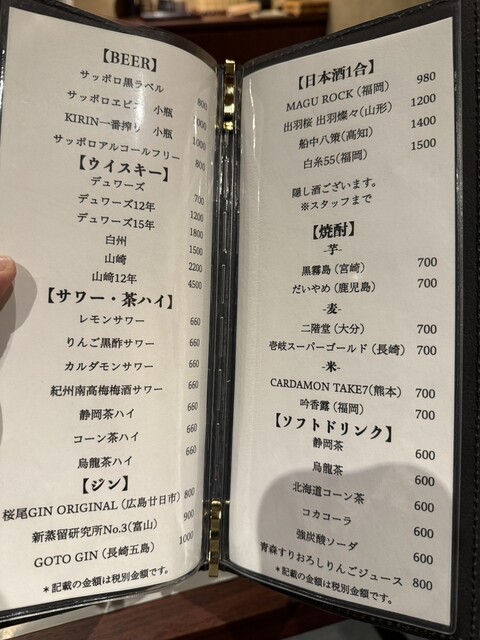 【BEER】
サッポロ黒ラベル 800
サッポロエビス 小瓶 1000
KIRIN一番搾り 小瓶 1000
サッポロアルコールフリー 800
【ウイスキー】
デュワーズ 700
デュワーズ12年 1200
デュワーズ15年 1800
白州 1500
山崎 2200
山崎12年 4500
【サワー・茶ハイ】
レモンサワー 660
りんご黒酢サワー 660
カルダモンサワー 660
紀州南高梅梅酒サワー 660
静岡茶ハイ 660
コーン茶ハイ 660
烏龍茶ハイ 660
【ジン】
桜尾GIN ORIGINAL (広島廿日市) 800
新蒸留研究所No.3(富山) 900
GOTO GIN (長崎五島) 1000
＊記載の金額は税別金額です。
【日本酒1合】
MAGU ROCK (福岡) 980
出羽桜 出羽燦々(山形) 1200
船中八策(高知) 1400
白糸55(福岡) 1500
隠し酒ございます。
※スタッフまで
【焼酎】
-芋-
黒霧島 (宮崎) 700
だいやめ (鹿児島) 700
-麦-
二階堂 (大分) 700
壱岐スーパーゴールド (長崎) 700
-米-
CARDAMON TAKE7(熊本) 700
吟香露 (福岡) 700
【ソフトドリンク】
静岡茶 600
烏龍茶 600
北海道コーン茶 600
コカコーラ 600
強炭酸ソーダ 600
青森すりおろしりんごジュース 800
＊記載の金額は税別金額です。